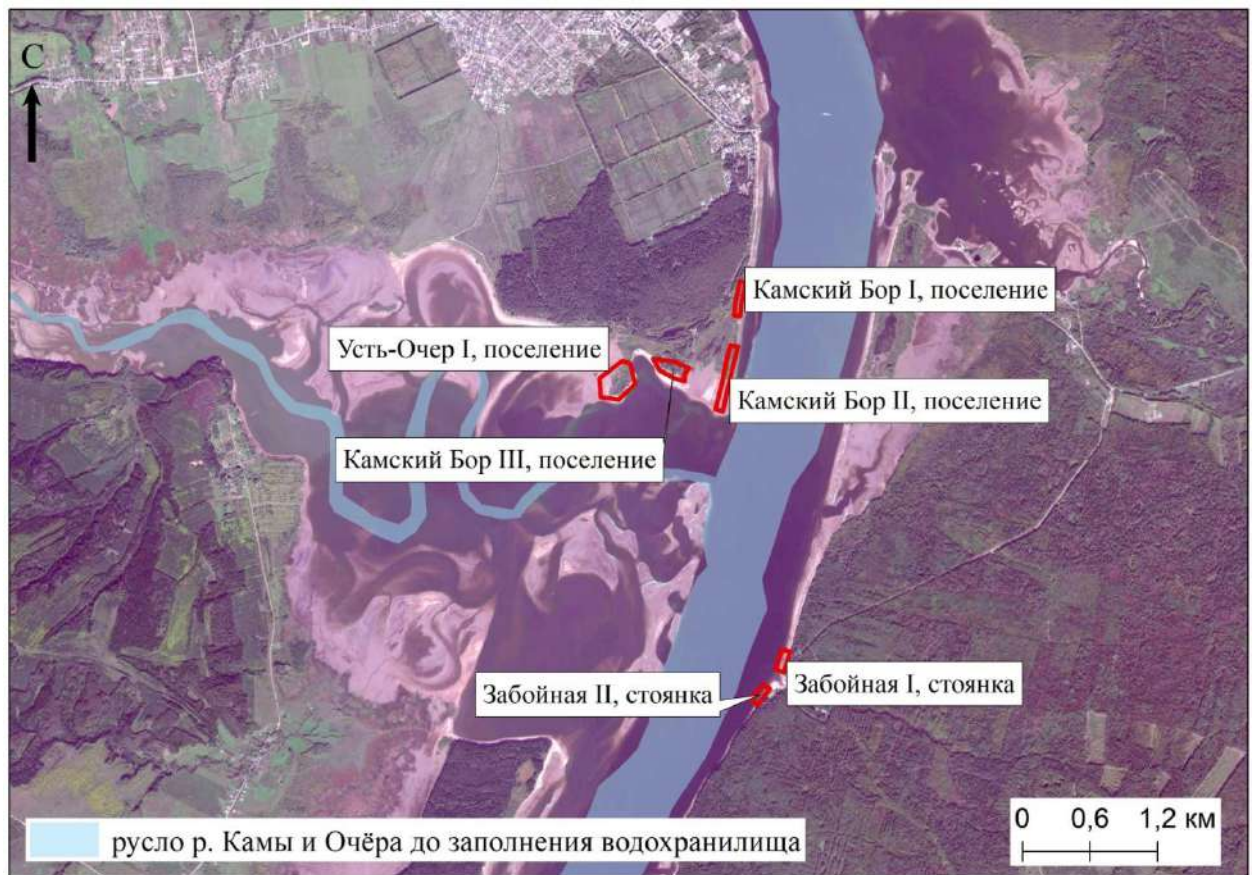 С
Камский Бор I, поселение
Усть-Очер I, поселение
Камский Бор II, поселение
Камский Бор III, поселение
Забойная II, стоянка
Забойная I, стоянка
русло р. Камы и Очёра до заполнения водохранилища
0 0,6 1,2 км